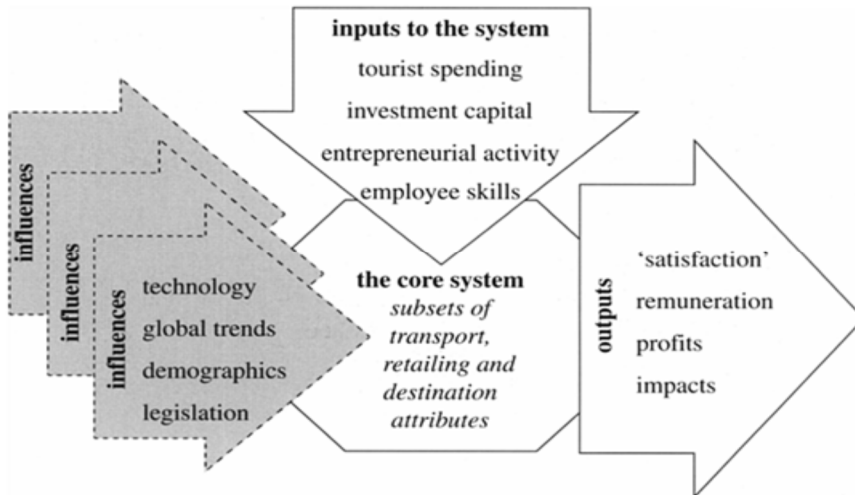 inputs to the system
tourist spending
investment capital
entrepreneurial activity
employee skills
influences
influences
influences
technology
global trends
demographics
legislation
the core system
subsets of
transport,
retailing and
destination
attributes
outputs
‘satisfaction’
remuneration
profits
impacts